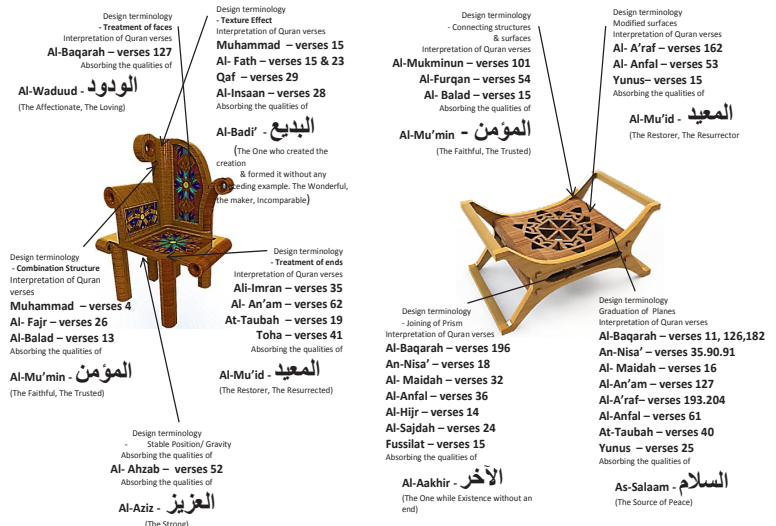 Design terminology
- Treatment of faces
Interpretation of Quran verses
Al-Baqarah – verses 127
Absorbing the qualities of
Al-Waduud - الودود
(The Affectionate, The Loving)
Design terminology
- Texture Effect
Interpretation of Quran verses
Muhammad – verses 15
Al- Fath – verses 15 & 23
Qaf – verses 29
Al-Insaan – verses 28
Absorbing the qualities of
Al-Badi' - البديع
(The One who created the
creation
& formed it without any
preceding example. The Wonderful,
the maker, Incomparable)
Design terminology
- Combination Structure
Interpretation of Quran
verses
Muhammad – verses 4
Al- Fajr – verses 26
Al-Balad – verses 13
Absorbing the qualities of
Al-Mu'min - المؤمن
(The Faithful, The Trusted)
Design terminology
- Treatment of ends
Interpretation of Quran verses
Ali-Imran – verses 35
Al- An'am – verses 62
At-Taubah – verses 19
Toha – verses 41
Absorbing the qualities of
Al-Mu'id - المعيد
(The Restorer, The Resurrected)
Design terminology
- Stable Position/ Gravity
Absorbing the qualities of
Al- Ahzab – verses 52
Absorbing the qualities of
Al-Aziz - العزيز
(The Strong)
Design terminology
- Connecting structures
& surfaces
Interpretation of Quran verses
Al-Mukminun – verses 101
Al-Furqan – verses 54
Al- Balad – verses 15
Absorbing the qualities of
Al-Mu'min - المؤمن
(The Faithful, The Trusted)
Design terminology
Modified surfaces
Interpretation of Quran verses
Al- A'raf – verses 162
Al- Anfal – verses 53
Yunus– verses 15
Absorbing the qualities of
Al-Mu'id - المعيد
(The Restorer, The Resurrector
Design terminology
- Joining of Prism
Interpretation of Quran verses
Al-Baqarah – verses 196
An-Nisa' – verses 18
Al- Maidah – verses 32
Al-Anfal – verses 36
Al-Hijr – verses 14
Al-Sajdah – verses 24
Fussilat – verses 15
Absorbing the qualities of
Al-Aakhir - الآخر
(The One while Existence without an
end)
Design terminology
Graduation of Planes
Interpretation of Quran verses
Al-Baqarah – verses 11, 126,182
An-Nisa' – verses 35.90.91
Al- Maidah – verses 16
Al-An'am – verses 127
Al-A'raf– verses 193.204
Al-Anfal – verses 61
At-Taubah – verses 40
Yunus – verses 25
Absorbing the qualities of
As-Salaam - السلام
(The Source of Peace)